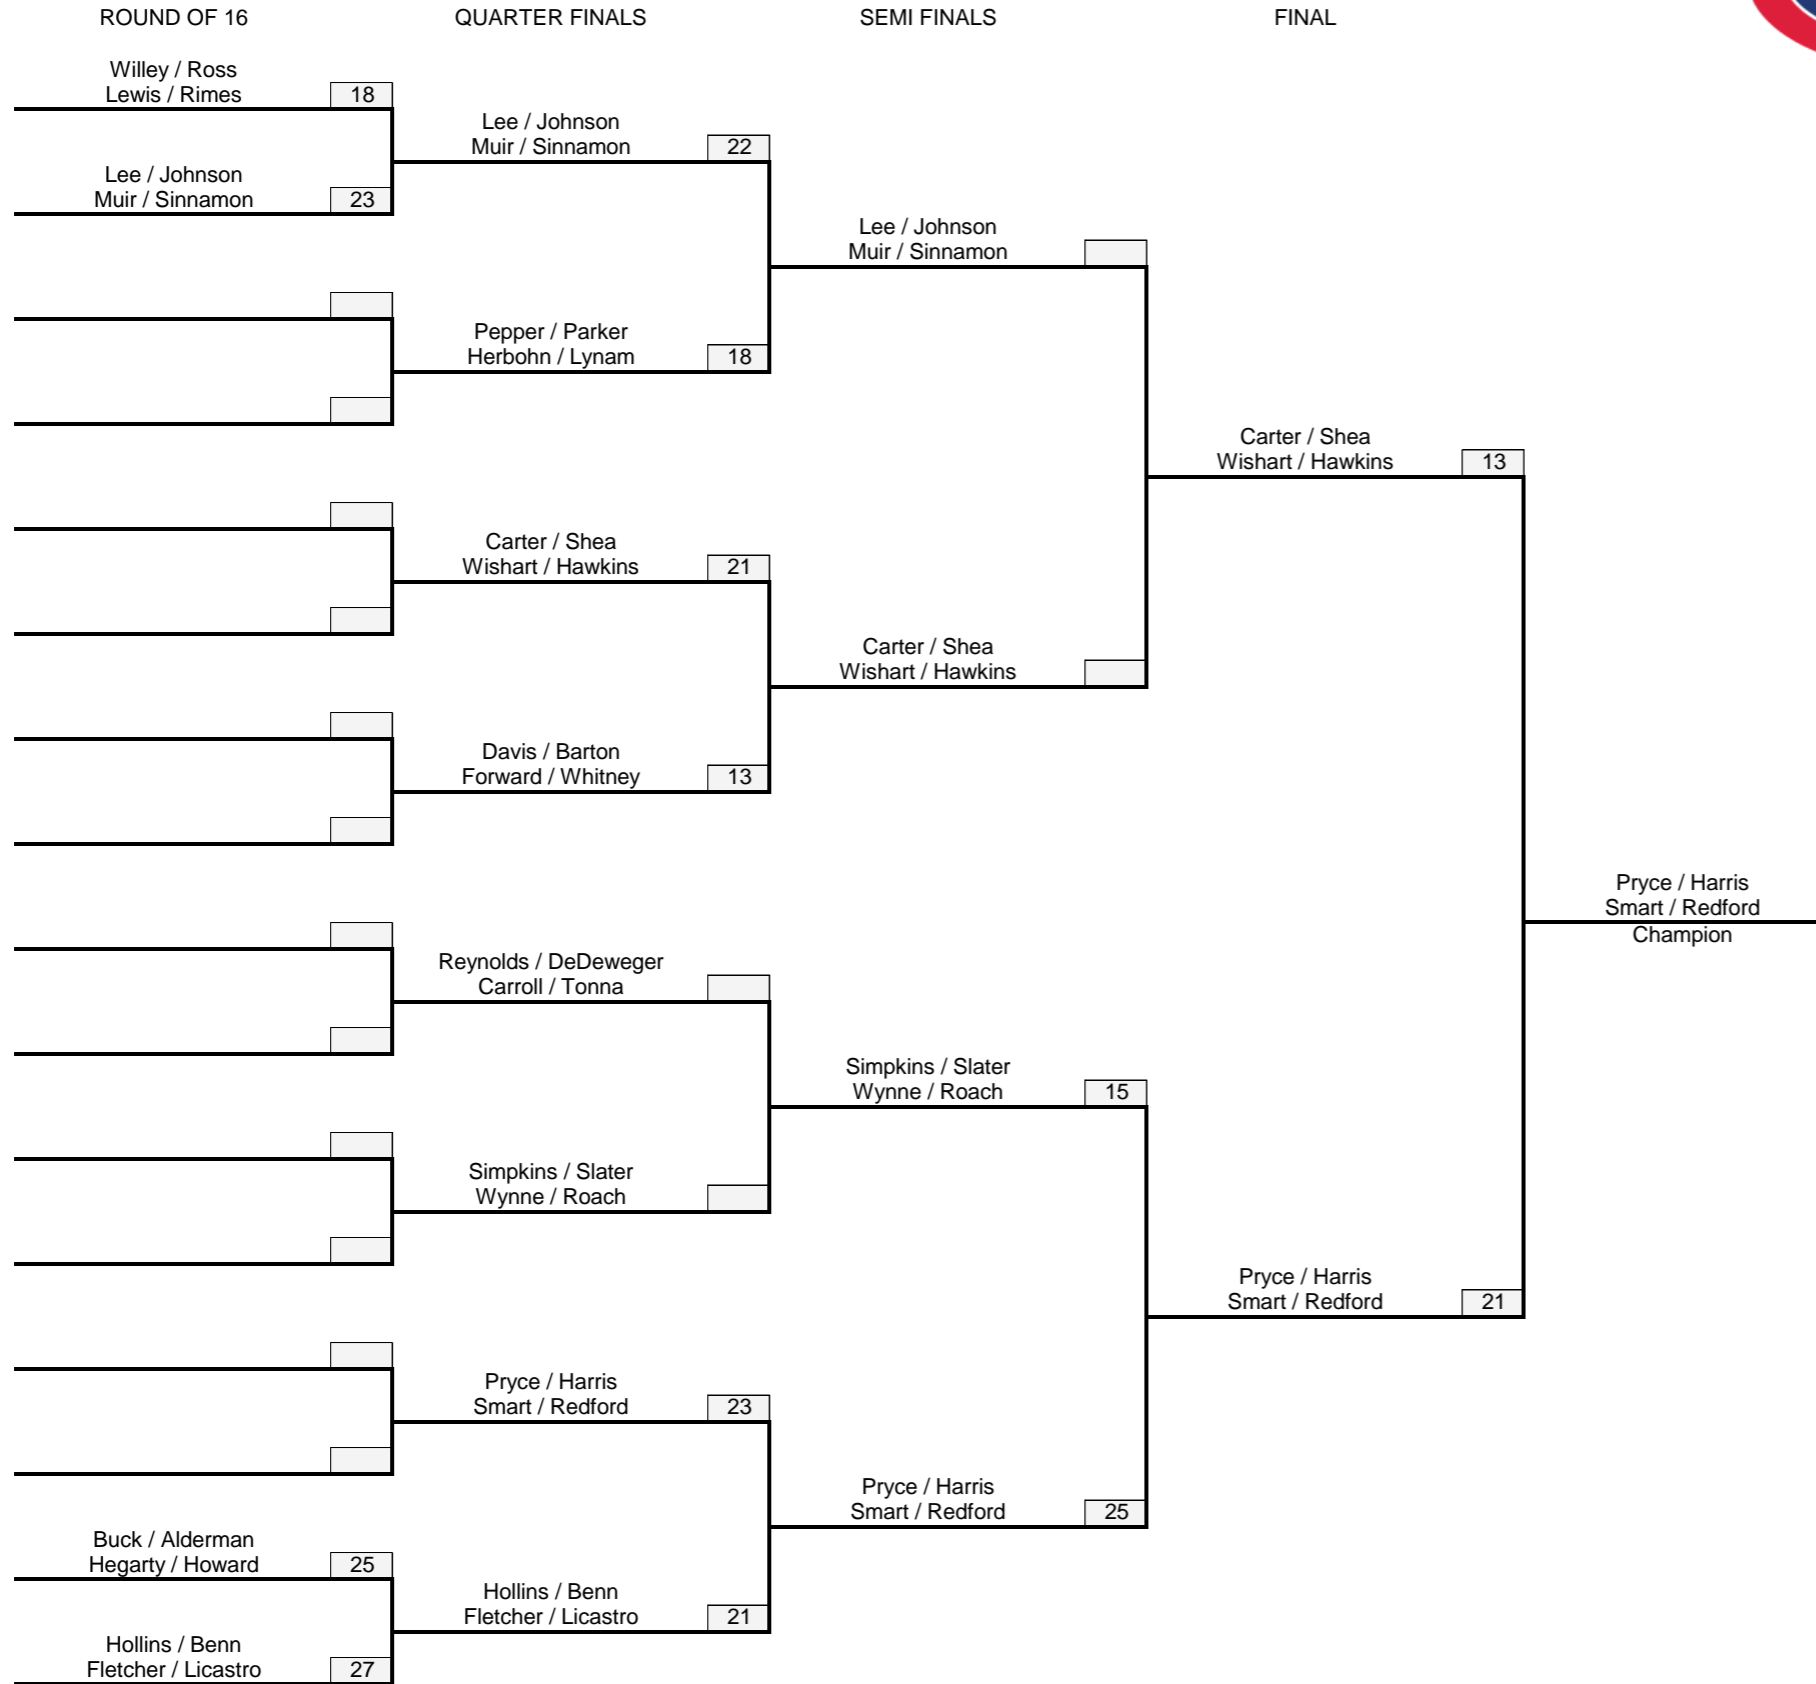 ROUND OF 16
QUARTER FINALS
SEMI FINALS
FINAL
Willey / Ross
Lewis / Rimes
18
Lee / Johnson
Muir / Sinnamon
23
Buck / Alderman
Hegarty / Howard
25
Hollins / Benn
Fletcher / Licastro
27
Lee / Johnson
Muir / Sinnamon
22
Pepper / Parker
Herbohn / Lynam
18
Carter / Shea
Wishart / Hawkins
21
Davis / Barton
Forward / Whitney
13
Reynolds / DeDeweger
Carroll / Tonna
Simpkins / Slater
Wynne / Roach
Pryce / Harris
Smart / Redford
23
Hollins / Benn
Fletcher / Licastro
21
Lee / Johnson
Muir / Sinnamon
Carter / Shea
Wishart / Hawkins
Simpkins / Slater
Wynne / Roach
15
Pryce / Harris
Smart / Redford
25
Carter / Shea
Wishart / Hawkins
13
Pryce / Harris
Smart / Redford
21
Pryce / Harris
Smart / Redford
Champion